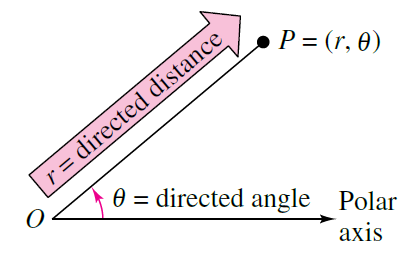 P = (r, θ)
r = directed distance
θ = directed angle
Polar
axis
O